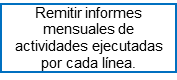 Remitir informes
mensuales de
actividades ejecutadas
por cada línea.